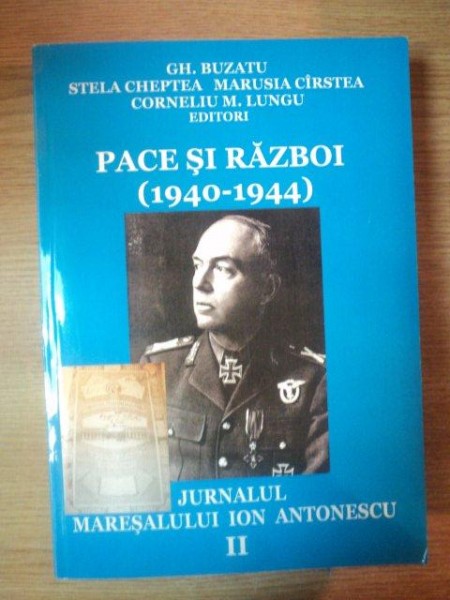 GH. BUZATU
STELA CHEPTEA MARUSIA CÎRSTEA
CORNELIU M. LUNGU
EDITORI
PACE ŞI RĂZBOI
(1940-1944)
JURNALUL
MAREŞALULUI ION ANTONESCU
II